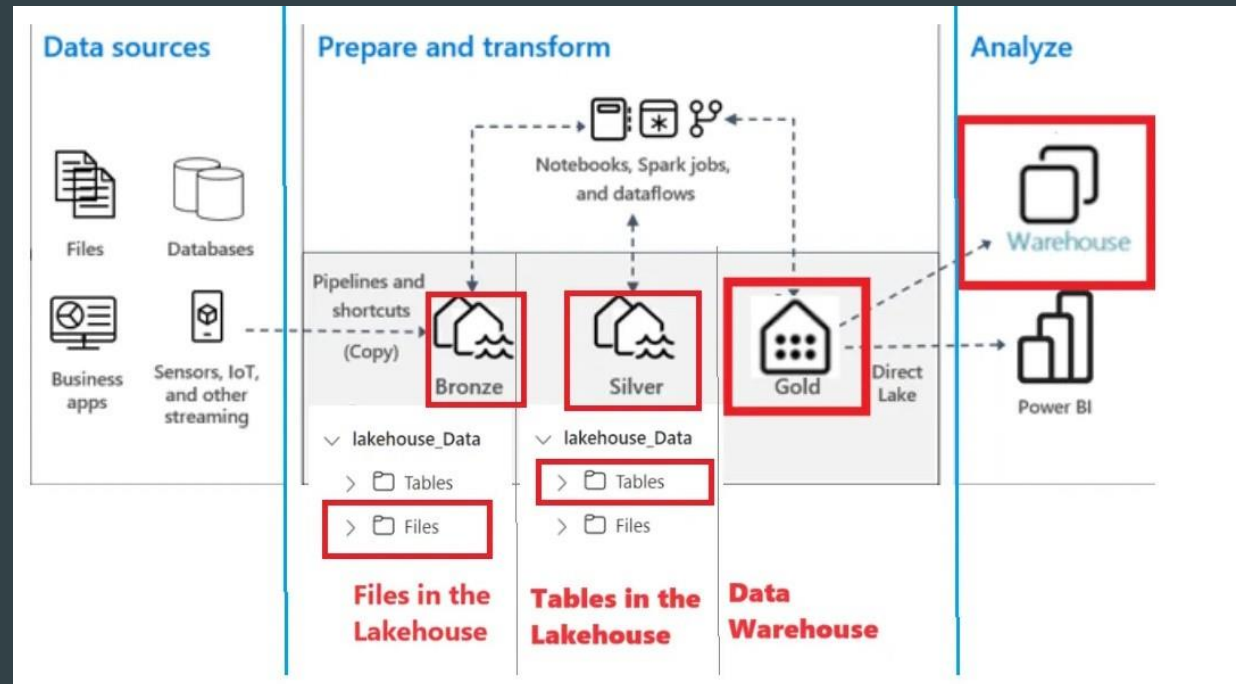 Data sources
Files
Databases
Business
apps
Sensors, IoT,
and other
streaming
Prepare and transform
Notebooks, Spark jobs,
and dataflows
Pipelines and
shortcuts
(Copy)
Bronze
Silver
Gold
Direct
Lake
lakehouse_Data
Tables
Files
Files in the
Lakehouse
lakehouse_Data
Tables
Files
Tables in the
Lakehouse
Data
Warehouse
Analyze
Warehouse
Power BI